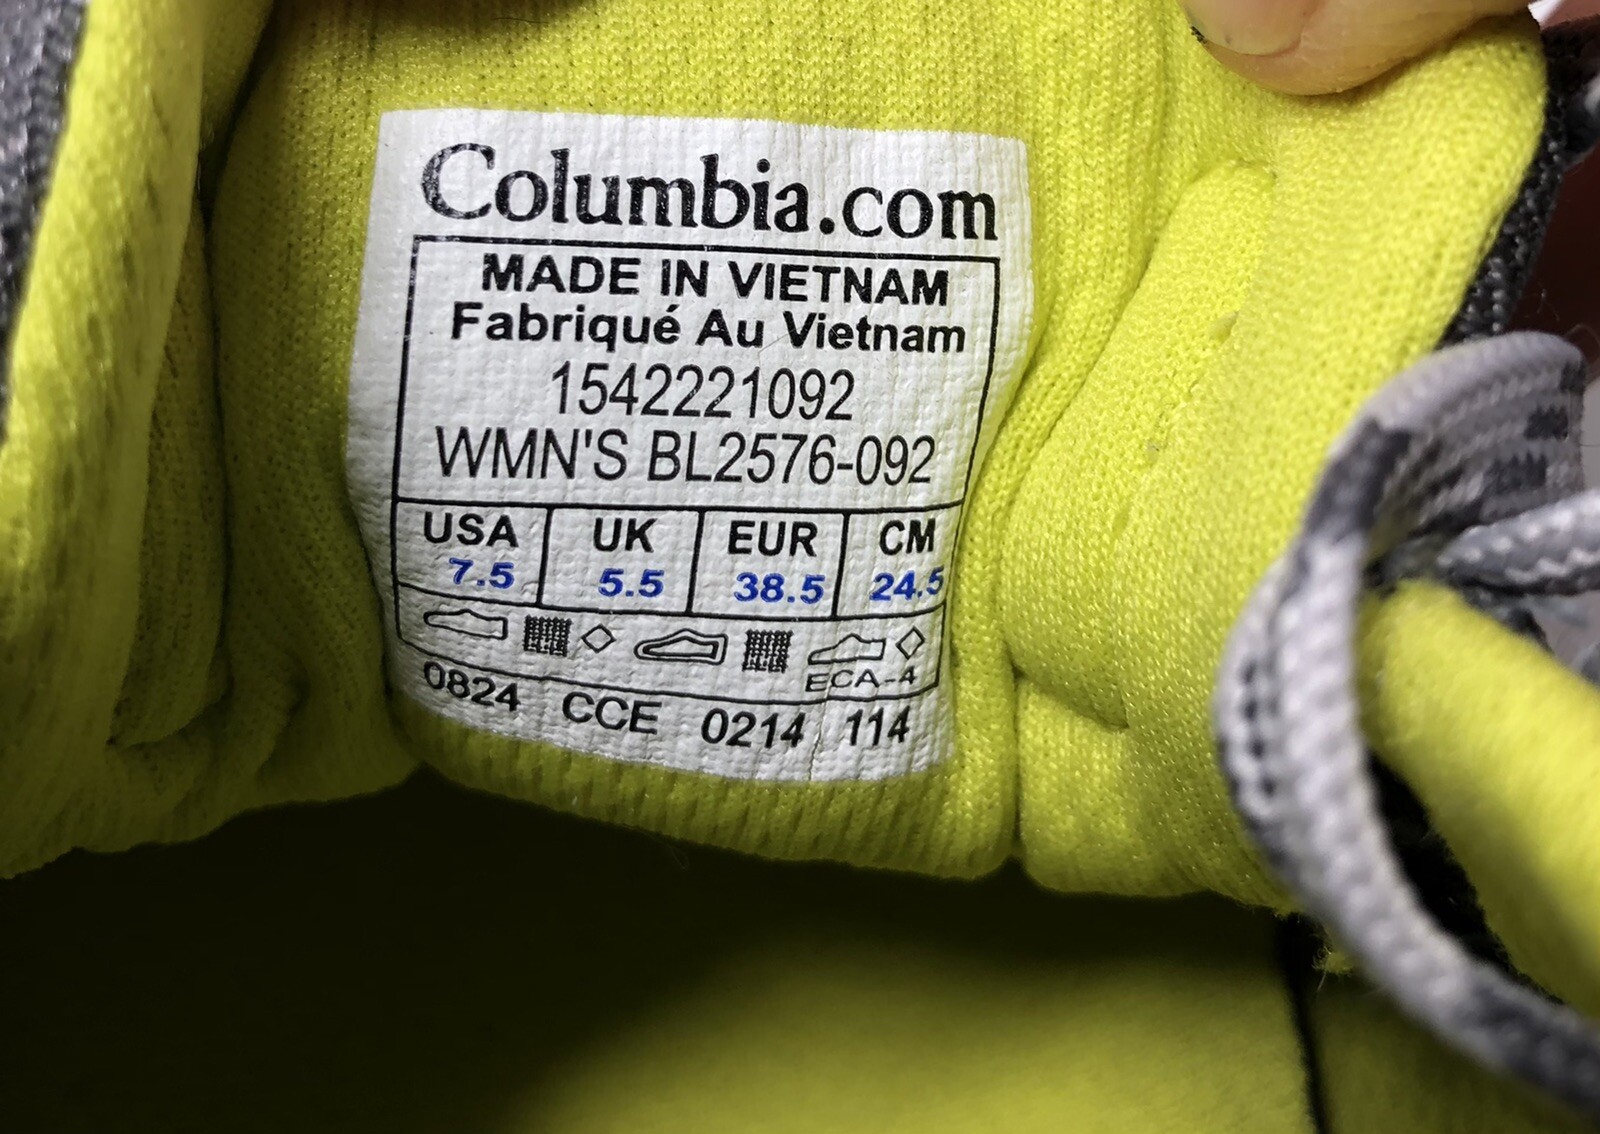 Columbia.com
MADE IN VIETNAM
Fabriqué Au Vietnam
1542221092
WMN'S BL2576-092
USA UK EUR CM
7.5 5.5 38.5 24.5
ECA-4
0824 CCE 0214 114